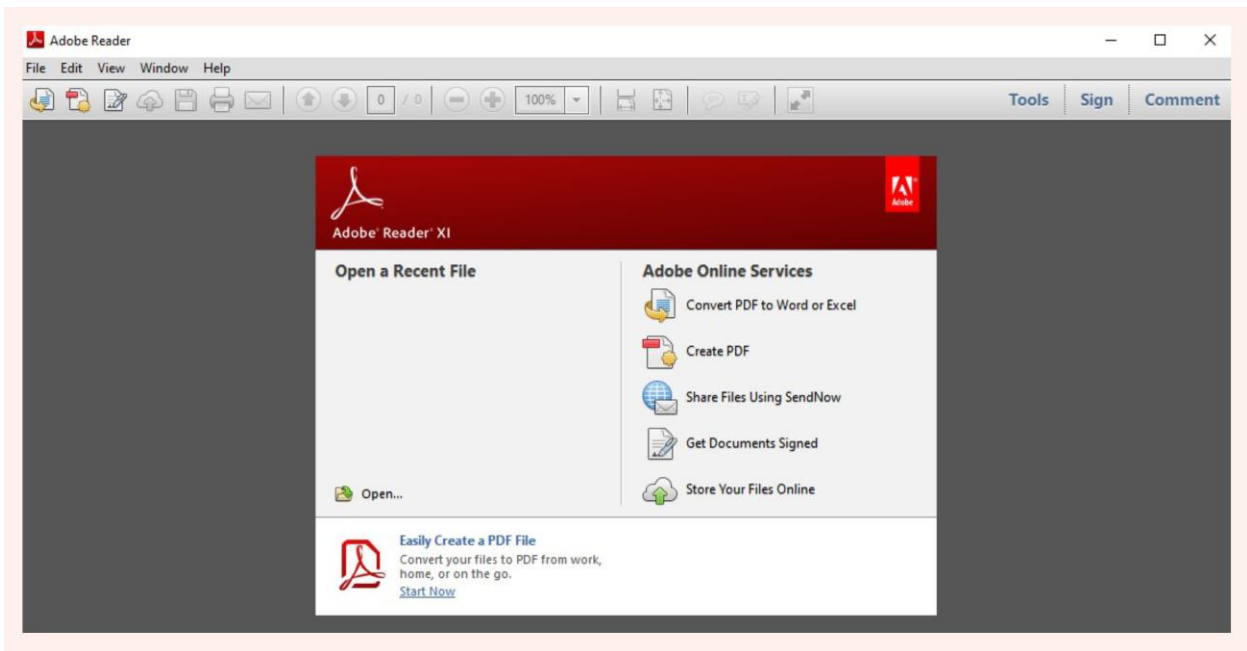 Adobe Reader
File Edit View Window Help
0 / 0 100% Tools Sign Comment
Adobe® Reader® XI
Adobe®
Open a Recent File
Open...
Adobe Online Services
Convert PDF to Word or Excel
Create PDF
Share Files Using SendNow
Get Documents Signed
Store Your Files Online
Easily Create a PDF File
Convert your files to PDF from work,
home, or on the go.
Start Now